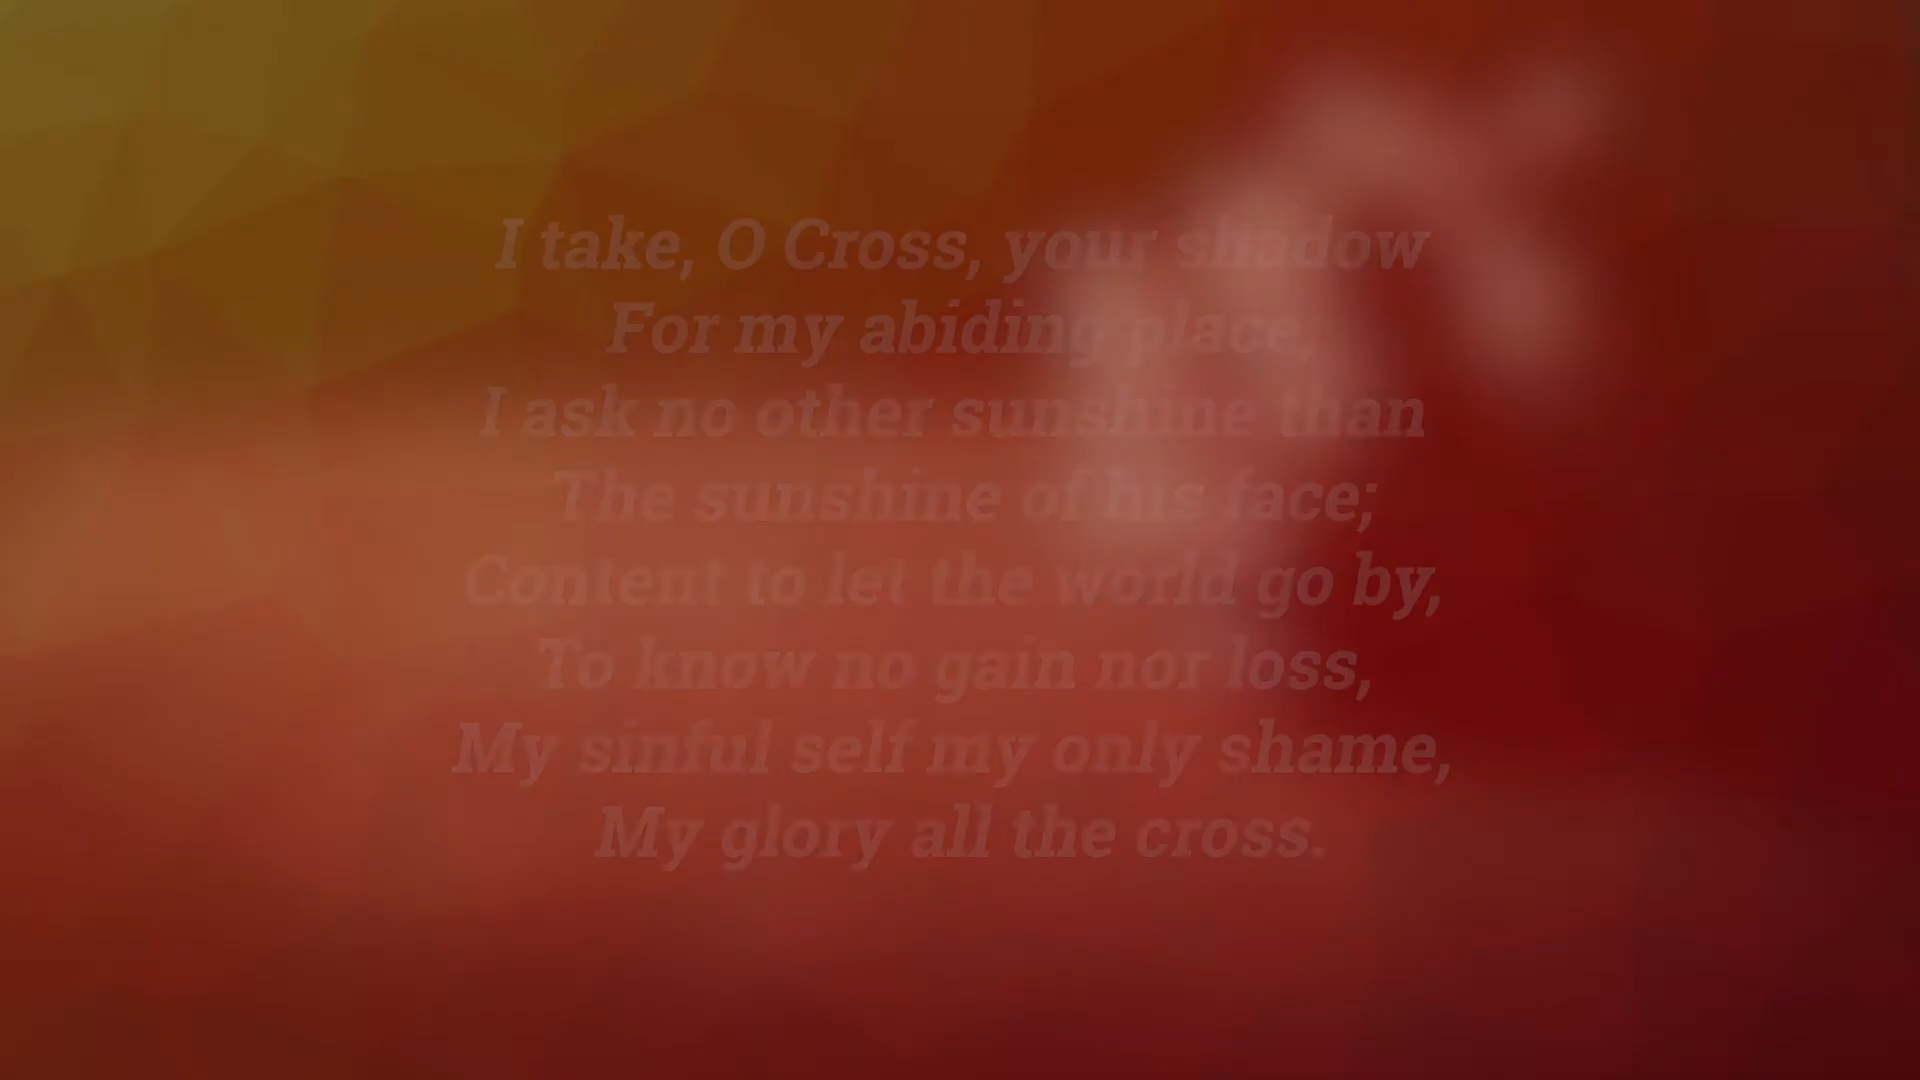 I take, O Cross, your shadow
For my abiding place;
I ask no other sunshine than
The sunshine of his face;
Content to let the world go by,
To know no gain nor loss,
My sinful self my only shame,
My glory all the cross.